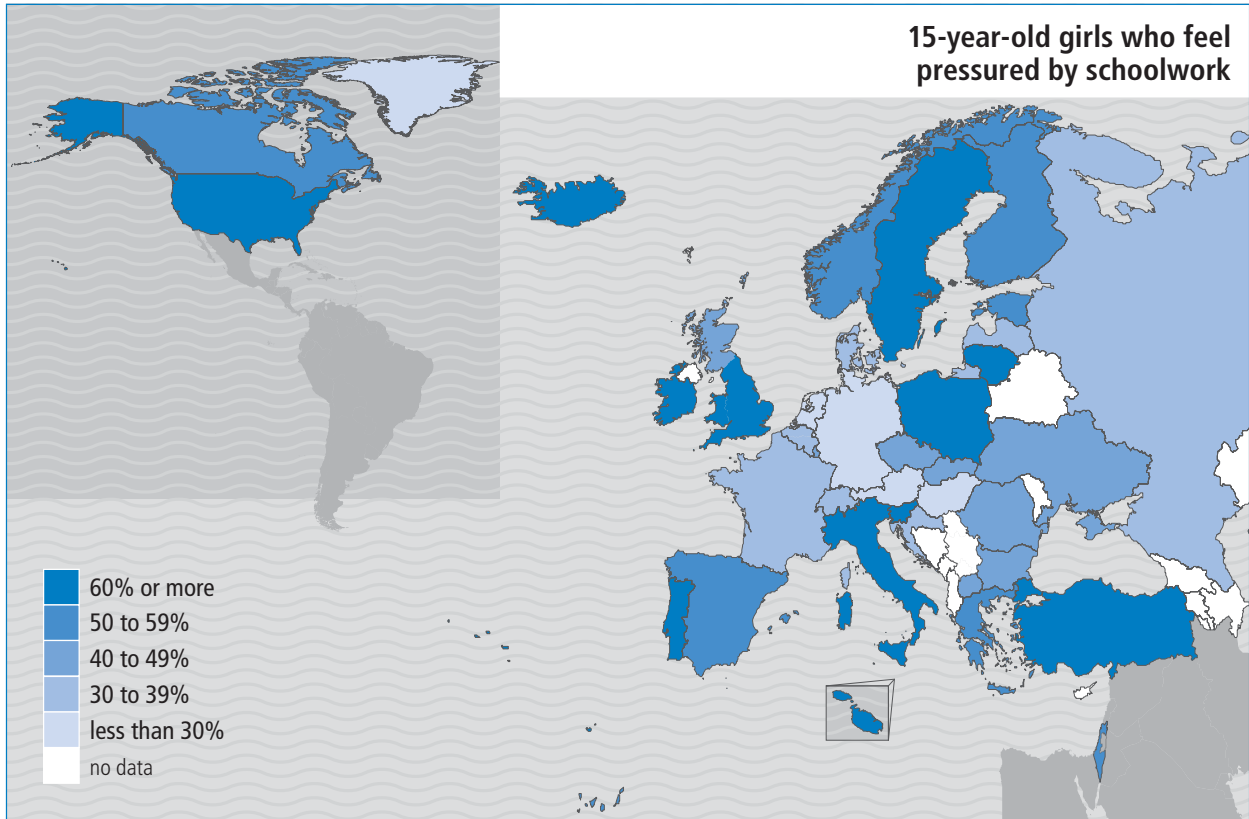 15-year-old girls who feel
pressured by schoolwork
60% or more
50 to 59%
40 to 49%
30 to 39%
less than 30%
no data